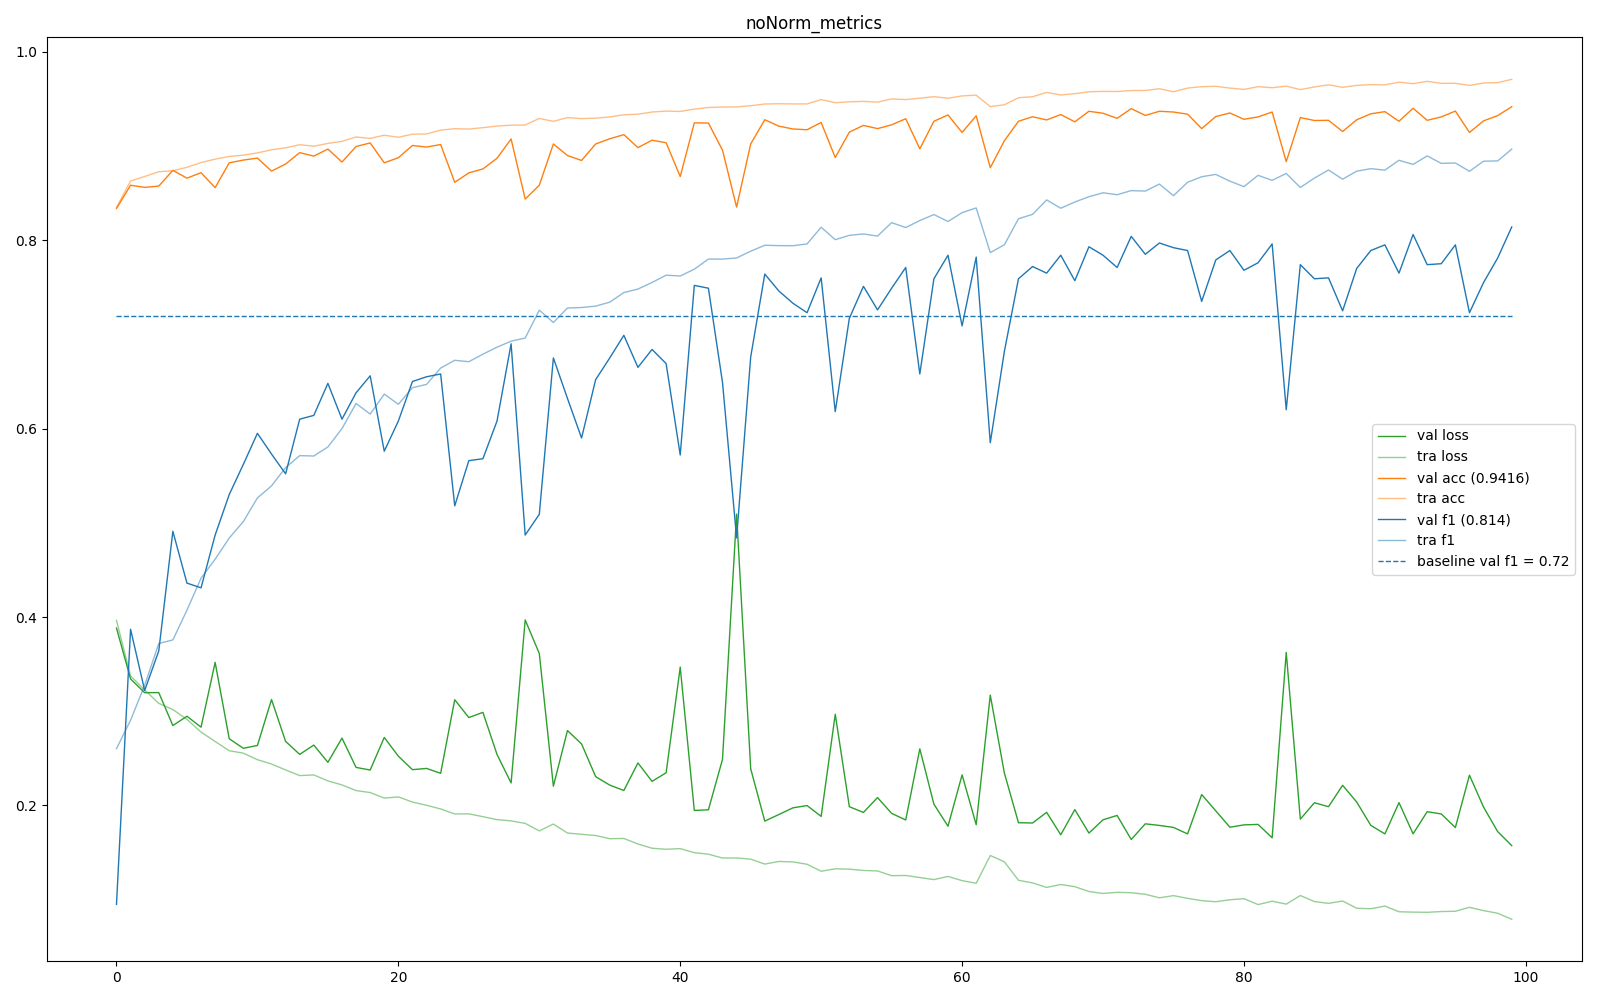 noNorm_metrics
1.0
0.8
0.6
0.4
0.2
val loss
tra loss
val acc (0.9416)
tra acc
val f1 (0.814)
tra f1
baseline val f1 = 0.72
0 20 40 60 80 100